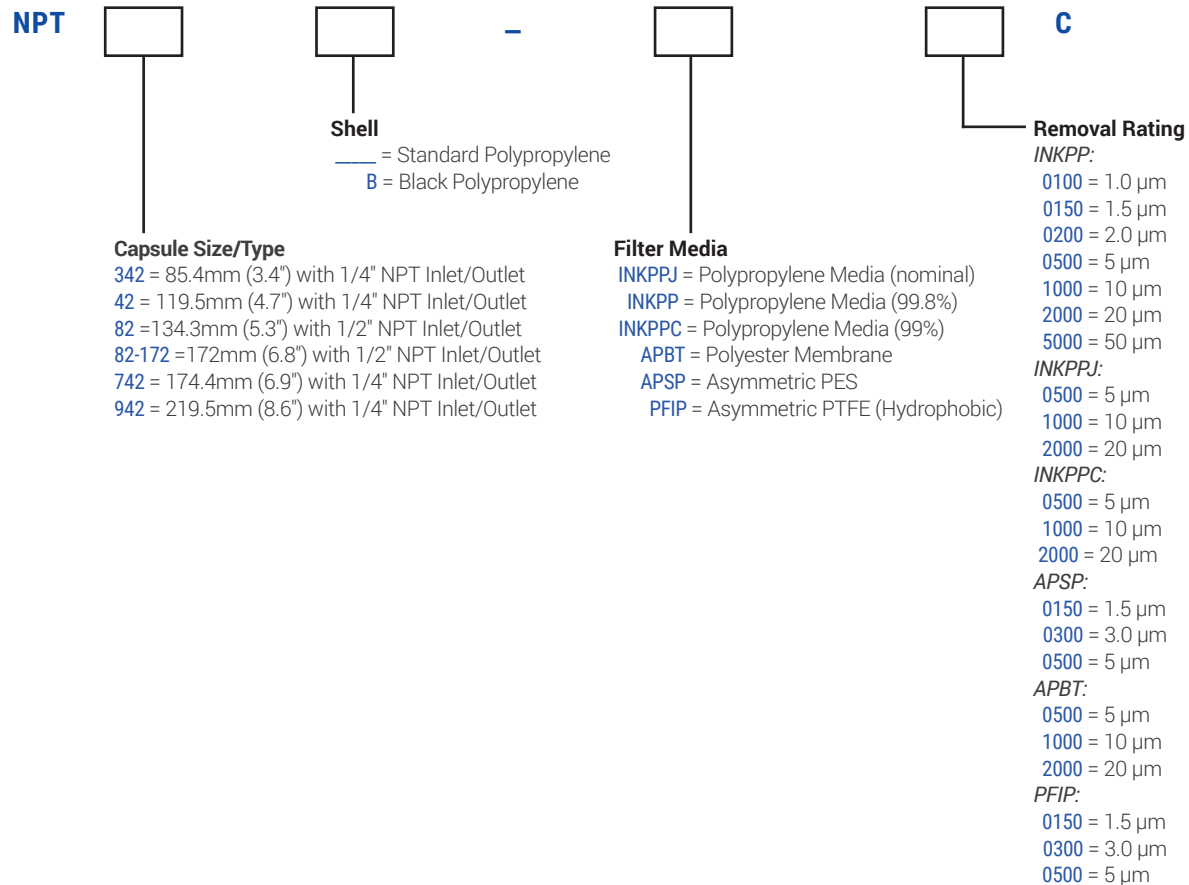 NPT – C
Shell
_____ = Standard Polypropylene
B = Black Polypropylene
Capsule Size/Type
342 = 85.4mm (3.4") with 1/4" NPT Inlet/Outlet
42 = 119.5mm (4.7") with 1/4" NPT Inlet/Outlet
82 =134.3mm (5.3") with 1/2" NPT Inlet/Outlet
82-172 =172mm (6.8") with 1/2" NPT Inlet/Outlet
742 = 174.4mm (6.9") with 1/4" NPT Inlet/Outlet
942 = 219.5mm (8.6") with 1/4" NPT Inlet/Outlet
Filter Media
INKPPJ = Polypropylene Media (nominal)
INKPP = Polypropylene Media (99.8%)
INKPPC = Polypropylene Media (99%)
APBT = Polyester Membrane
APSP = Asymmetric PES
PFIP = Asymmetric PTFE (Hydrophobic)
Removal Rating
INKPP:
0100 = 1.0 µm
0150 = 1.5 µm
0200 = 2.0 µm
0500 = 5 µm
1000 = 10 µm
2000 = 20 µm
5000 = 50 µm
INKPPJ:
0500 = 5 µm
1000 = 10 µm
2000 = 20 µm
INKPPC:
0500 = 5 µm
1000 = 10 µm
2000 = 20 µm
APSP:
0150 = 1.5 µm
0300 = 3.0 µm
0500 = 5 µm
APBT:
0500 = 5 µm
1000 = 10 µm
2000 = 20 µm
PFIP:
0150 = 1.5 µm
0300 = 3.0 µm
0500 = 5 µm